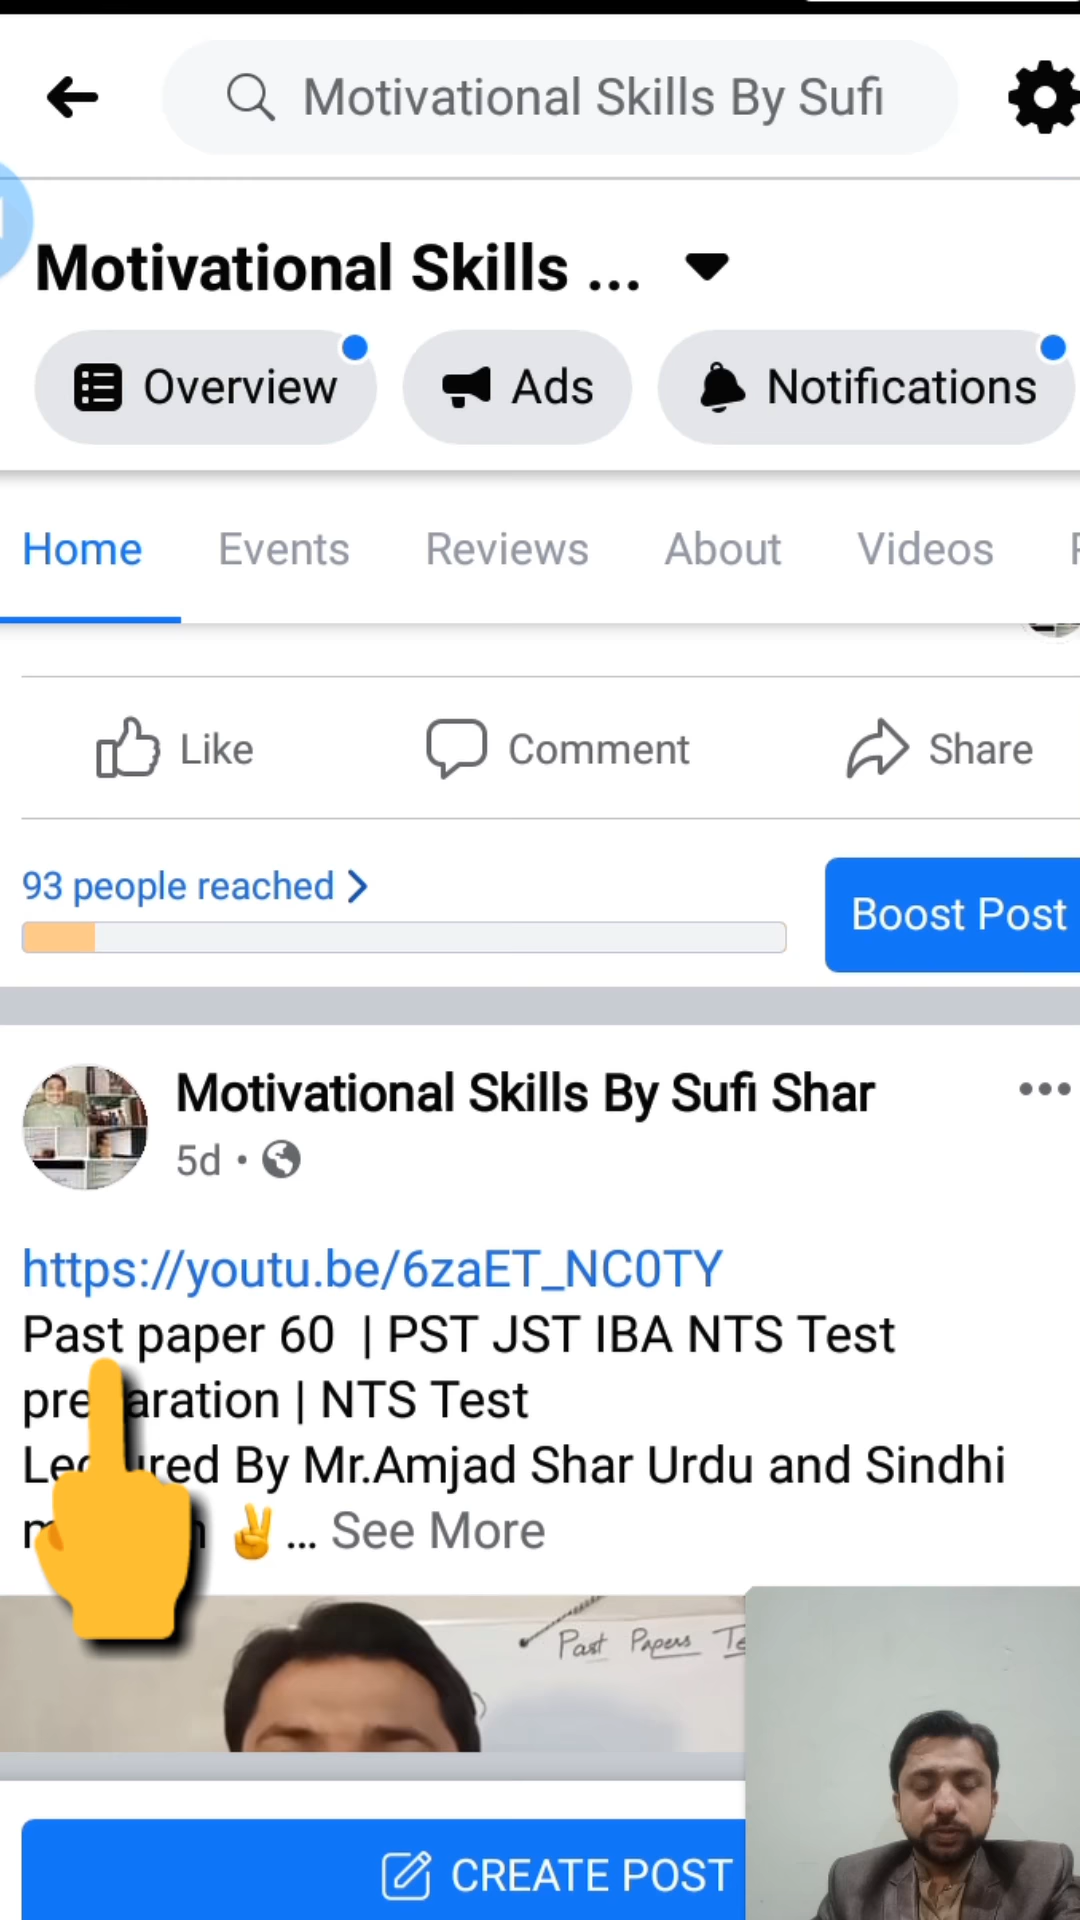 Motivational Skills By Sufi
Motivational Skills ...
Overview
Ads
Notifications
Home
Events
Reviews
About
Videos
Like
Comment
Share
93 people reached
Boost Post
Motivational Skills By Sufi Shar
5d •
https://youtu.be/6zaET_NC0TY
Past paper 60 | PST JST IBA NTS Test
aration | NTS Test
By Mr.Amjad Shar Urdu and Sindhi
✌... See More
Past Papers
CREATE POST